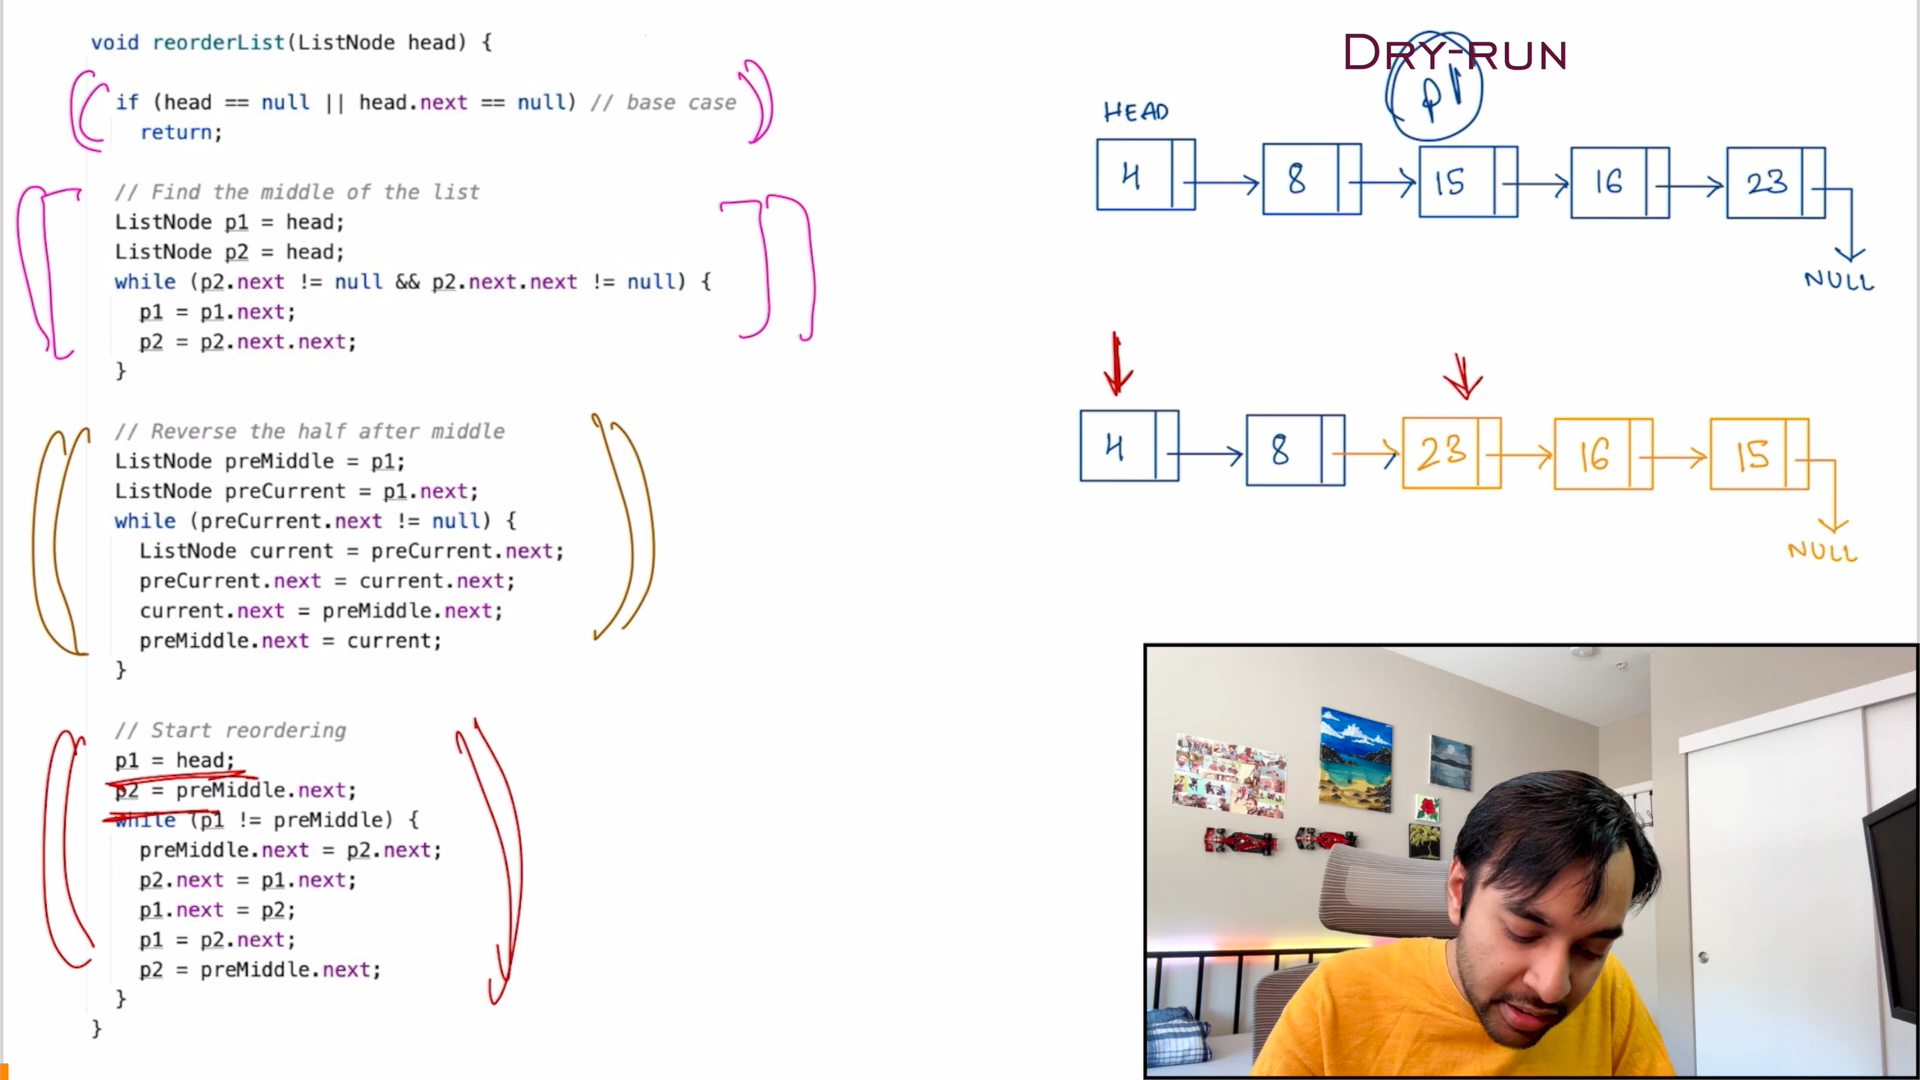 void reorderList(ListNode head) {
if (head == null || head.next == null) // base case
return;
// Find the middle of the list
ListNode p1 = head;
ListNode p2 = head;
while (p2.next != null && p2.next.next != null) {
p1 = p1.next;
p2 = p2.next.next;
}
// Reverse the half after middle
ListNode preMiddle = p1;
ListNode preCurrent = p1.next;
while (preCurrent.next != null) {
ListNode current = preCurrent.next;
preCurrent.next = current.next;
current.next = preMiddle.next;
preMiddle.next = current;
}
// Start reordering
p1 = head;
p2 = preMiddle.next;
while (p1 != preMiddle) {
preMiddle.next = p2.next;
p2.next = p1.next;
p1.next = p2;
p1 = p2.next;
p2 = preMiddle.next;
}
}
DRY-RUN
p1
HEAD
4 8 15 16 23
NULL
4 8 23 16 15
NULL